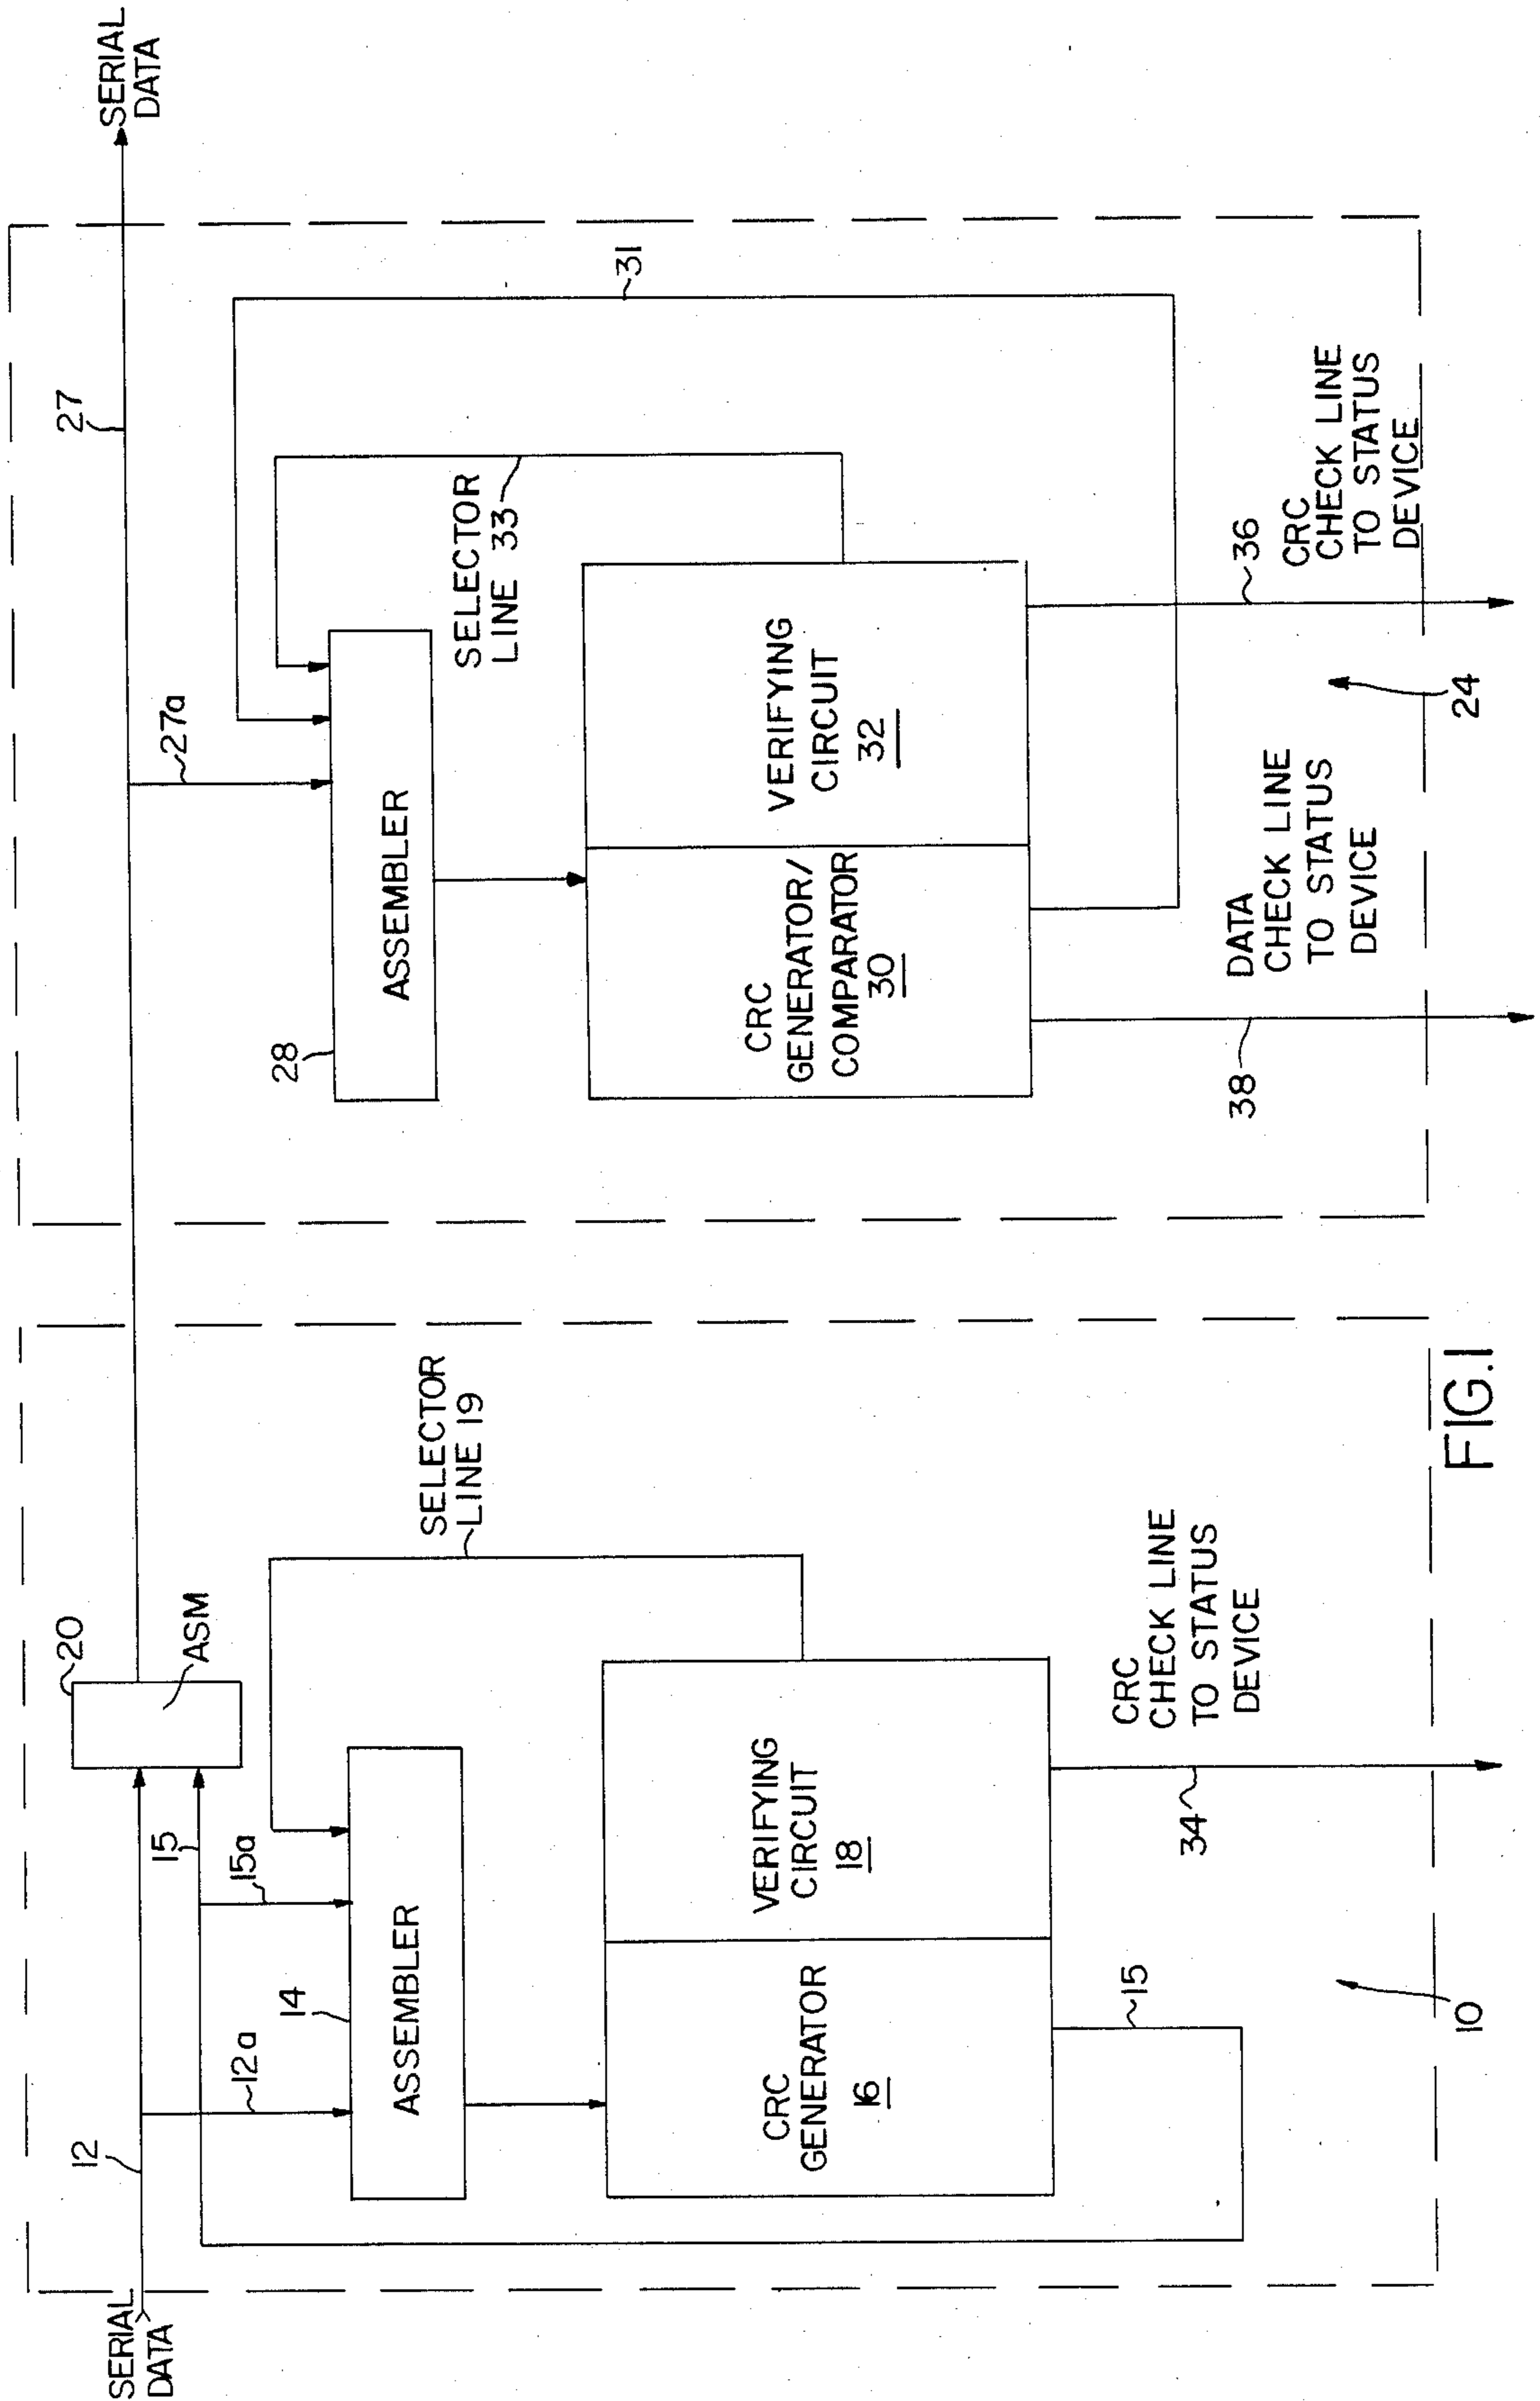 SERIAL
DATA
12
12a
15
15a
20
ASM
14
ASSEMBLER
SELECTOR
LINE 19
CRC
GENERATOR
16
VERIFYING
CIRCUIT
18
15
34
CRC
CHECK LINE
TO STATUS
DEVICE
10
FIG.1
27
SERIAL
DATA
27a
28
ASSEMBLER
SELECTOR
LINE 33
31
CRC
GENERATOR/
COMPARATOR
30
VERIFYING
CIRCUIT
32
38
DATA
CHECK LINE
TO STATUS
DEVICE
36
CRC
CHECK LINE
TO STATUS
DEVICE
24